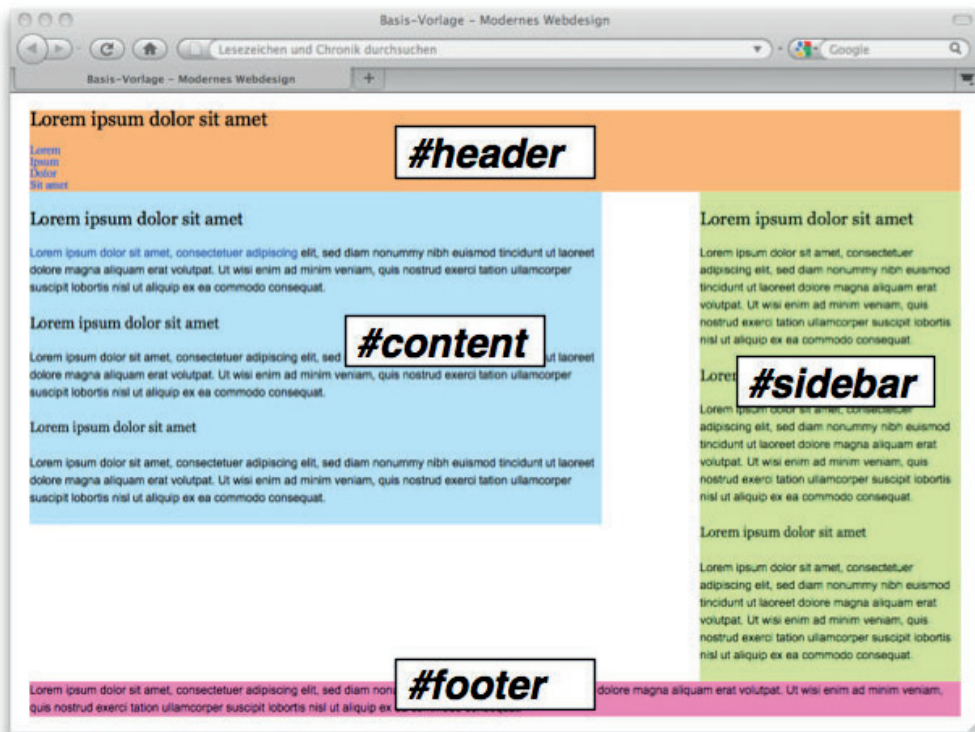 Basis-Vorlage – Modernes Webdesign
Lesezeichen und Chronik durchsuchen
Google
Basis-Vorlage – Modernes Webdesign
+
Lorem ipsum dolor sit amet
#header
Lorem
Ipsum
Dolor
Sit amet
Lorem ipsum dolor sit amet
Lorem ipsum dolor sit amet, consectetuer adipiscing elit, sed diam nonummy nibh euismod tincidunt ut laoreet
dolore magna aliquam erat volutpat. Ut wisi enim ad minim veniam, quis nostrud exerci tation ullamcorper
suscipit lobortis nisl ut aliquip ex ea commodo consequat.
Lorem ipsum dolor sit amet
#content
Lorem ipsum dolor sit amet, consectetuer adipiscing elit, sed
nonummy nibh euismod tincidunt ut laoreet
dolore magna aliquam erat volutpat. Ut wisi enim ad minim veniam, quis nostrud exerci tation ullamcorper
suscipit lobortis nisl ut aliquip ex ea commodo consequat.
Lorem ipsum dolor sit amet
Lorem ipsum dolor sit amet, consectetuer adipiscing elit, sed diam nonummy nibh euismod tincidunt ut laoreet
dolore magna aliquam erat volutpat. Ut wisi enim ad minim veniam, quis nostrud exerci tation ullamcorper
suscipit lobortis nisl ut aliquip ex ea commodo consequat.
Lorem ipsum dolor sit amet
Lorem ipsum dolor sit amet, consectetuer
adipiscing elit, sed diam nonummy nibh euismod
tincidunt ut laoreet dolore magna aliquam erat
volutpat. Ut wisi enim ad minim veniam, quis
nostrud exerci tation ullamcorper suscipit lobortis
nisl ut aliquip ex ea commodo consequat.
#sidebar
Lorem ipsum dolor sit amet, consectetuer
adipiscing elit, sed diam nonummy nibh euismod
tincidunt ut laoreet dolore magna aliquam erat
volutpat. Ut wisi enim ad minim veniam, quis
nostrud exerci tation ullamcorper suscipit lobortis
nisl ut aliquip ex ea commodo consequat.
Lorem ipsum dolor sit amet
Lorem ipsum dolor sit amet, consectetuer
adipiscing elit, sed diam nonummy nibh euismod
tincidunt ut laoreet dolore magna aliquam erat
volutpat. Ut wisi enim ad minim veniam, quis
nostrud exerci tation ullamcorper suscipit lobortis
nisl ut aliquip ex ea commodo consequat.
#footer
Lorem ipsum dolor sit amet, consectetuer adipiscing elit, sed diam
dolore magna aliquam erat volutpat. Ut wisi enim ad minim veniam,
quis nostrud exerci tation ullamcorper suscipit lobortis nisl ut aliquip ex